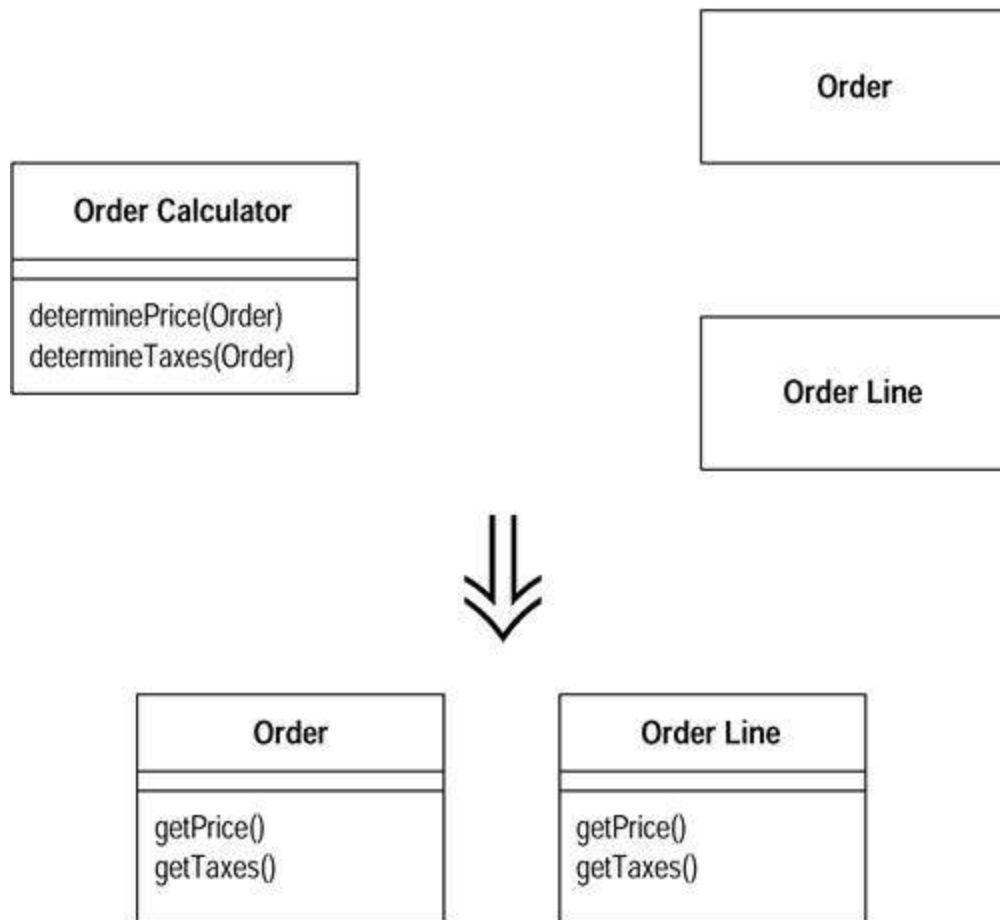 Order
Order Calculator
determinePrice(Order)
determineTaxes(Order)
Order Line
Order
getPrice()
getTaxes()
Order Line
getPrice()
getTaxes()